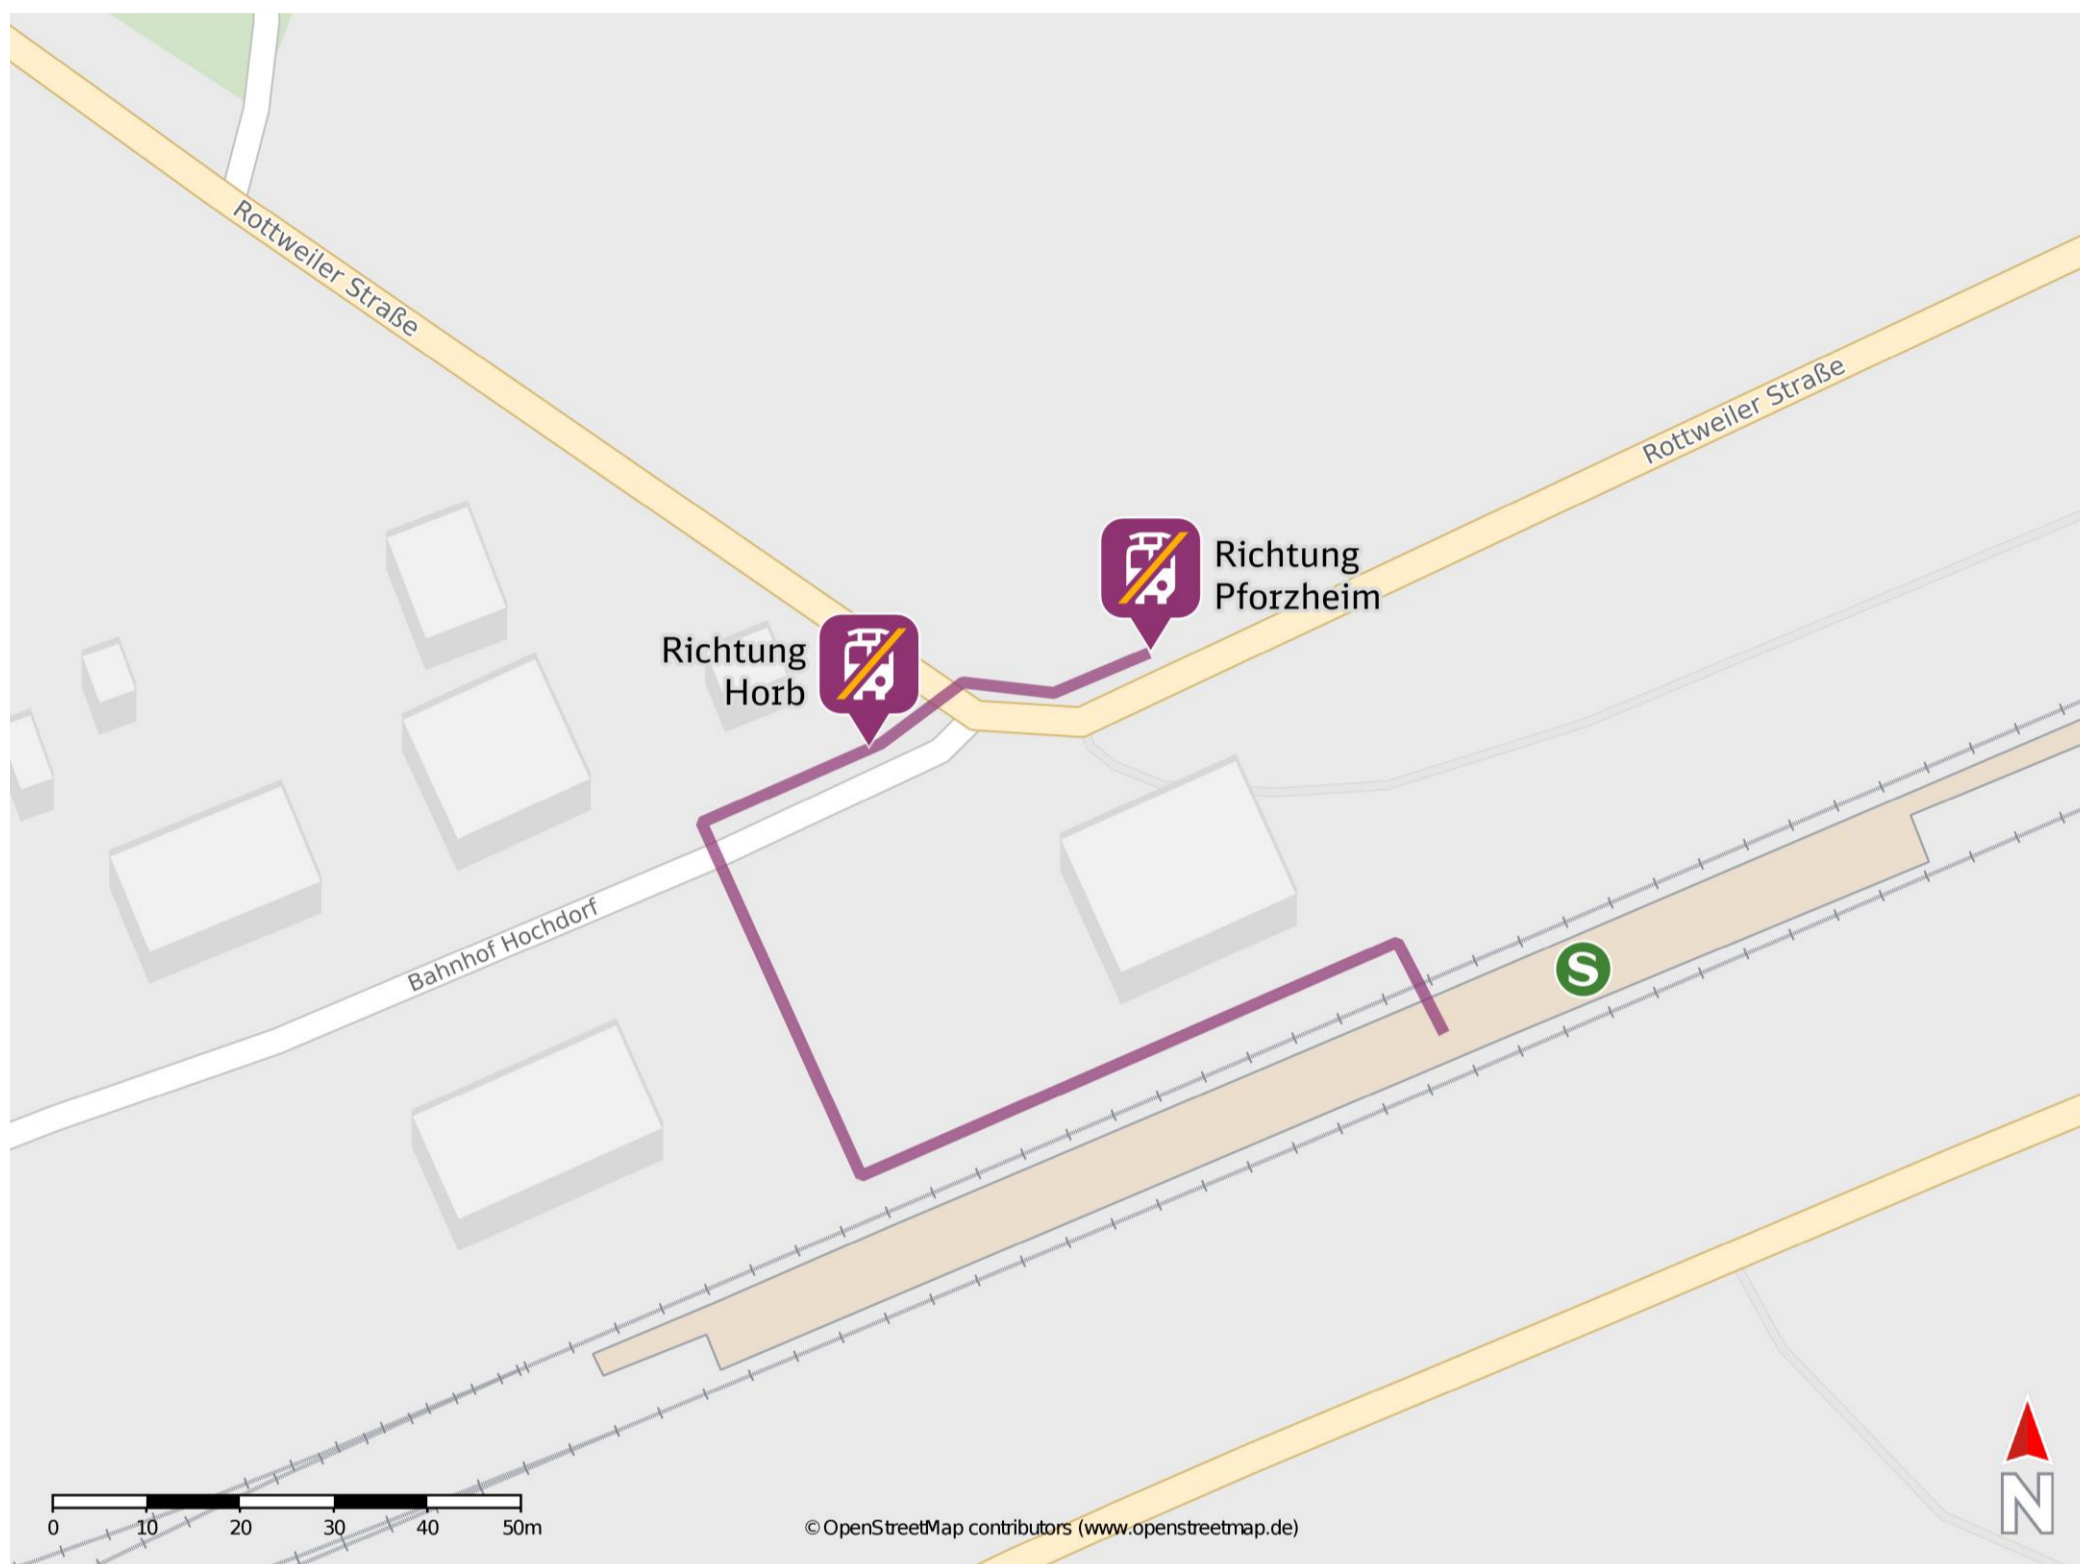 Rottweiler Straße
Rottweiler Straße
Richtung
Pforzheim
Richtung
Horb
Bahnhof Hochdorf
S
0 10 20 30 40 50m
© OpenStreetMap contributors (www.openstreetmap.de)
N